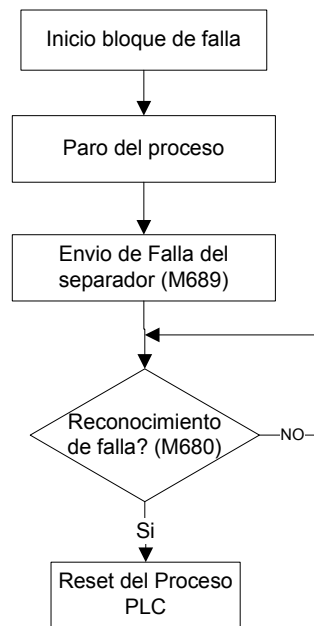 Inicio bloque de falla
Paro del proceso
Envio de Falla del
separador (M689)
Reconocimiento
de falla? (M680)
NO
Si
Reset del Proceso
PLC